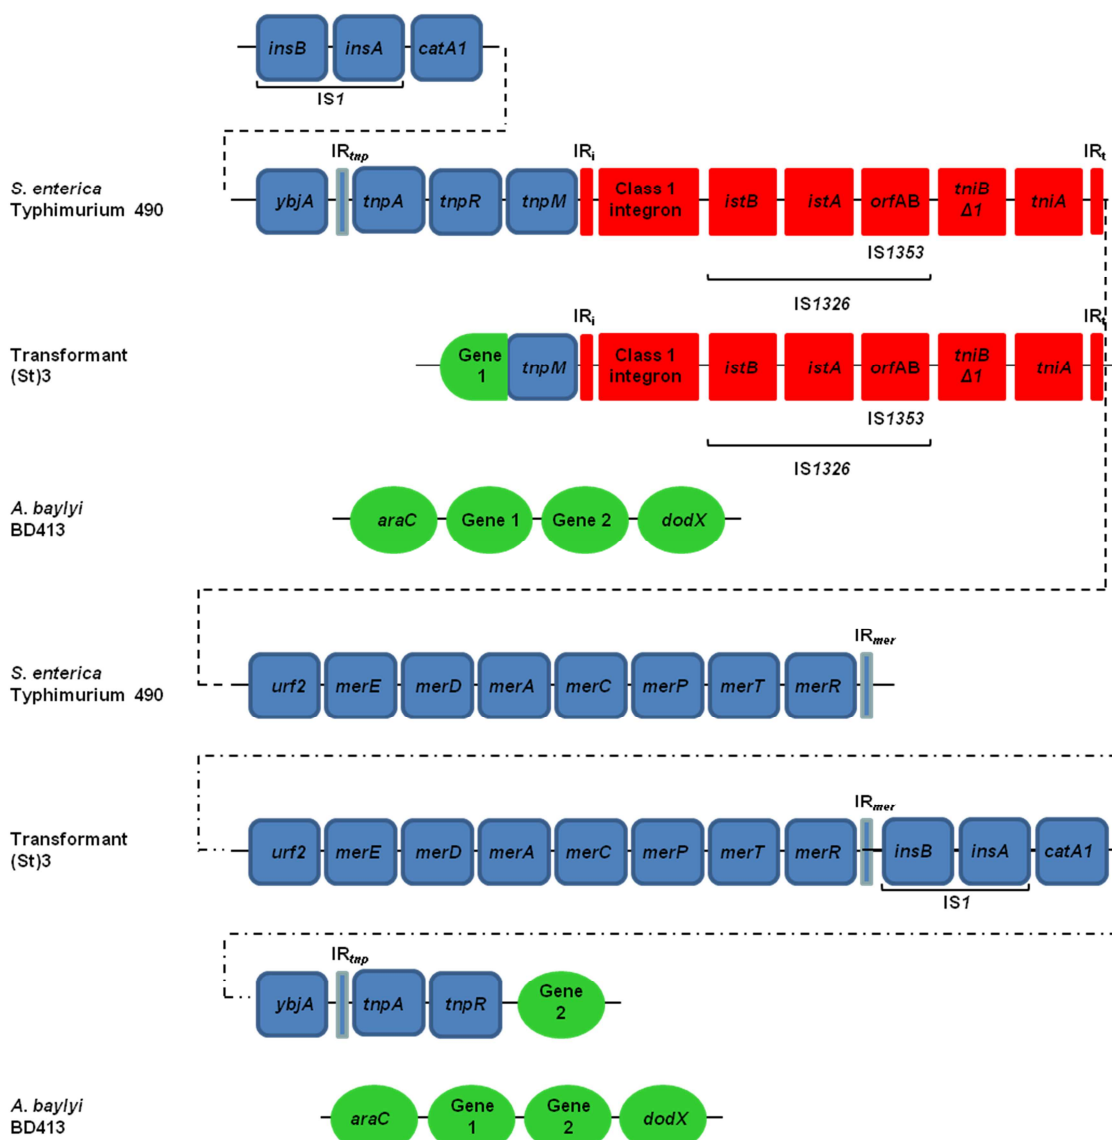 insB insA catA1
IS1
IRtnp IRi IRt
S. enterica
Typhimurium 490
ybjA tnpA tnpR tnpM Class 1 integron istB istA orfAB tniB Δ1 tniA
IS1353
IS1326
IRi IRt
Transformant
(St)3
Gene 1 tnpM Class 1 integron istB istA orfAB tniB Δ1 tniA
IS1353
IS1326
A. baylyi
BD413
araC Gene 1 Gene 2 dodX
IRmer
S. enterica
Typhimurium 490
urf2 merE merD merA merC merP merT merR
IRmer
Transformant
(St)3
urf2 merE merD merA merC merP merT merR insB insA catA1
IS1
IRtnp
ybjA tnpA tnpR Gene 2
A. baylyi
BD413
araC Gene 1 Gene 2 dodX